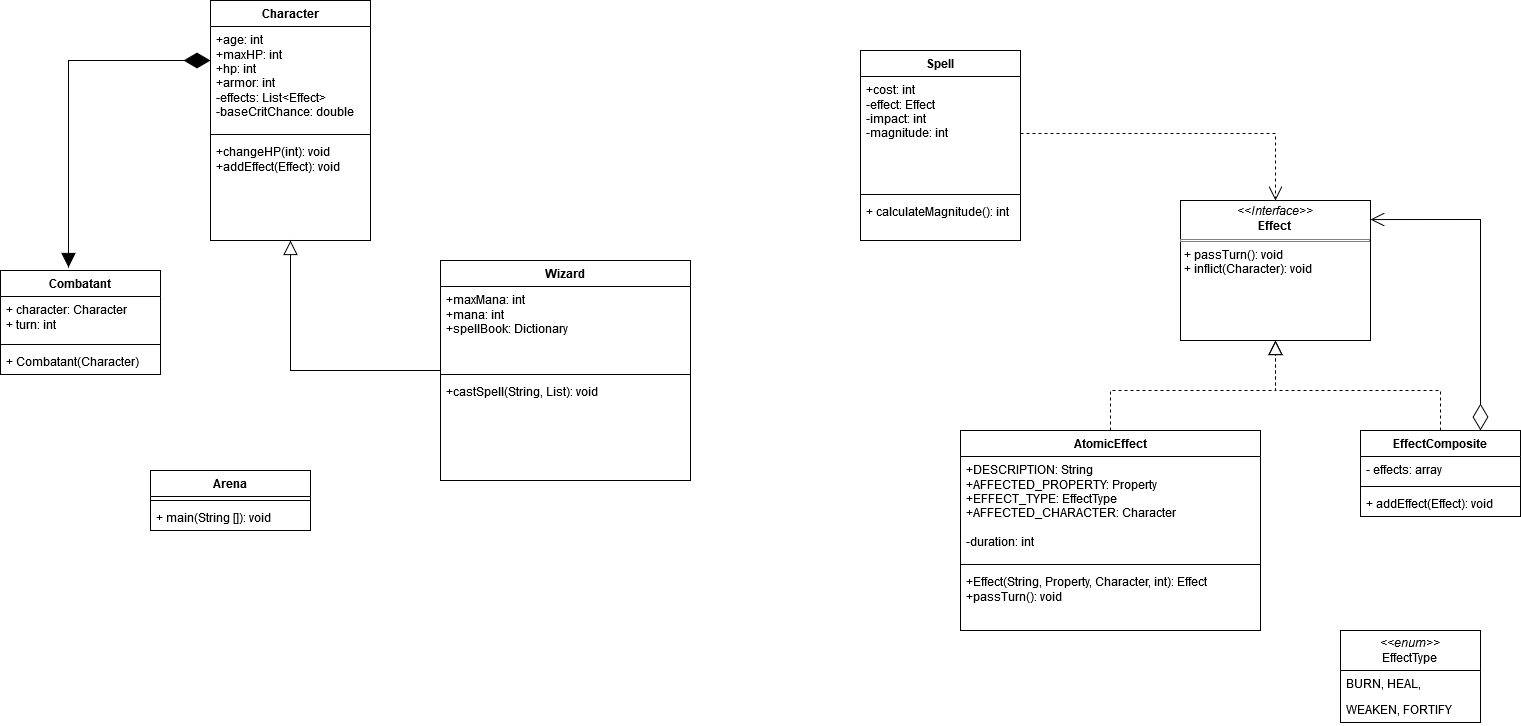 Character
+age: int
+maxHP: int
+hp: int
+armor: int
-effects: List<Effect>
-baseCritChance: double
+changeHP(int): void
+addEffect(Effect): void
Spell
+cost: int
-effect: Effect
-impact: int
-magnitude: int
+ calculateMagnitude(): int
<<Interface>>
Effect
+ passTurn(): void
+ inflict(Character): void
Combatant
+ character: Character
+ turn: int
+ Combatant(Character)
Wizard
+maxMana: int
+mana: int
+spellBook: Dictionary
+castSpell(String, List): void
Arena
+ main(String []): void
AtomicEffect
+DESCRIPTION: String
+AFFECTED_PROPERTY: Property
+EFFECT_TYPE: EffectType
+AFFECTED_CHARACTER: Character
-duration: int
+Effect(String, Property, Character, int): Effect
+passTurn(): void
EffectComposite
- effects: array
+ addEffect(Effect): void
<<enum>>
EffectType
BURN, HEAL,
WEAKEN, FORTIFY